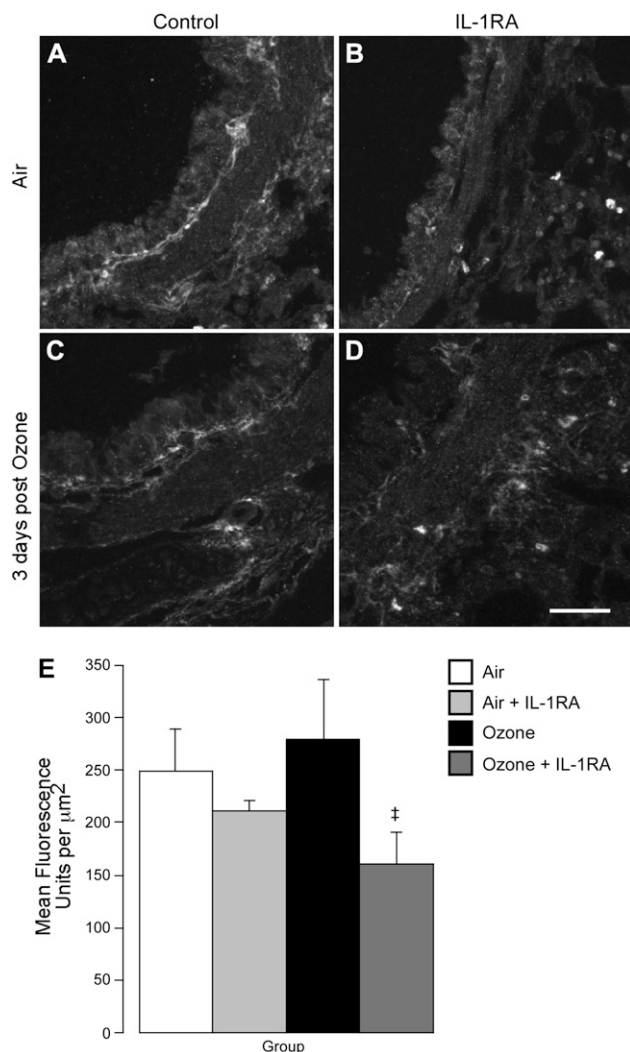 Control IL-1RA
Air
A
B
3 days post Ozone
C
D
E
Mean Fluorescence
Units per μm2
350
300
250
200
150
100
50
0
‡
Group
Air
Air + IL-1RA
Ozone
Ozone + IL-1RA